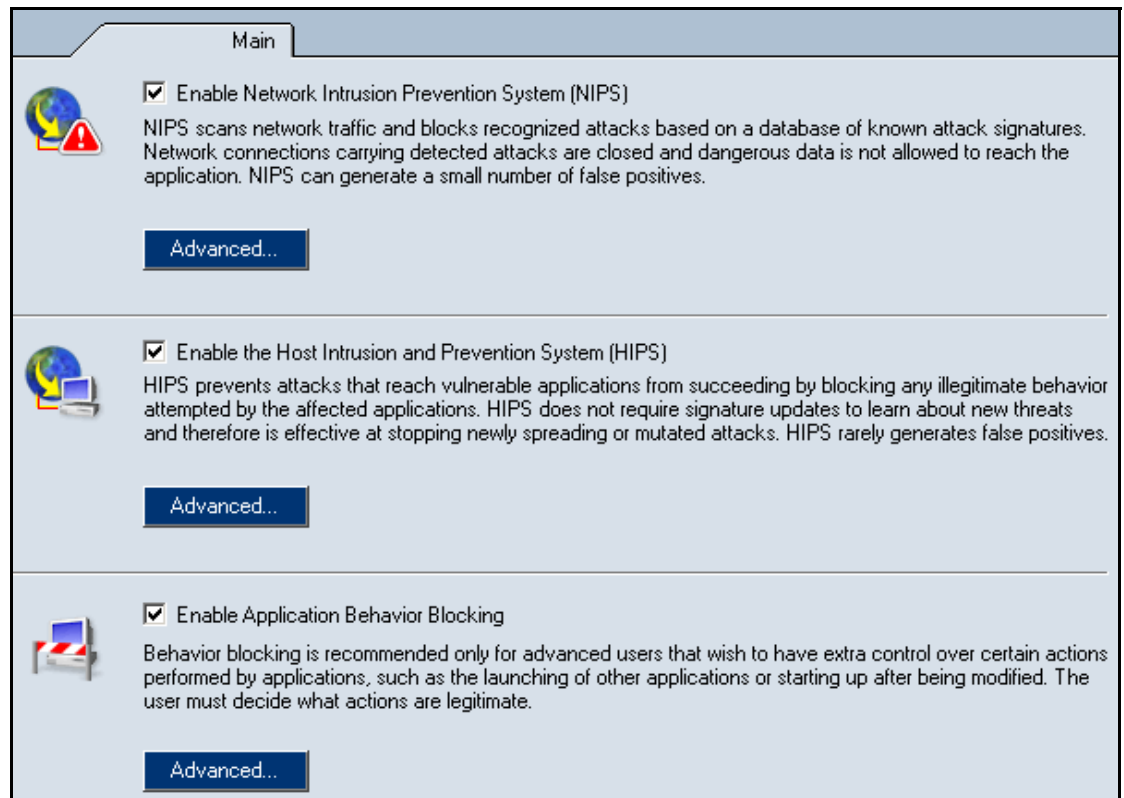 Main
Enable Network Intrusion Prevention System (NIPS)
NIPS scans network traffic and blocks recognized attacks based on a database of known attack signatures.
Network connections carrying detected attacks are closed and dangerous data is not allowed to reach the
application. NIPS can generate a small number of false positives.
Advanced...
Enable the Host Intrusion and Prevention System (HIPS)
HIPS prevents attacks that reach vulnerable applications from succeeding by blocking any illegitimate behavior
attempted by the affected applications. HIPS does not require signature updates to learn about new threats
and therefore is effective at stopping newly spreading or mutated attacks. HIPS rarely generates false positives.
Advanced...
Enable Application Behavior Blocking
Behavior blocking is recommended only for advanced users that wish to have extra control over certain actions
performed by applications, such as the launching of other applications or starting up after being modified. The
user must decide what actions are legitimate.
Advanced...